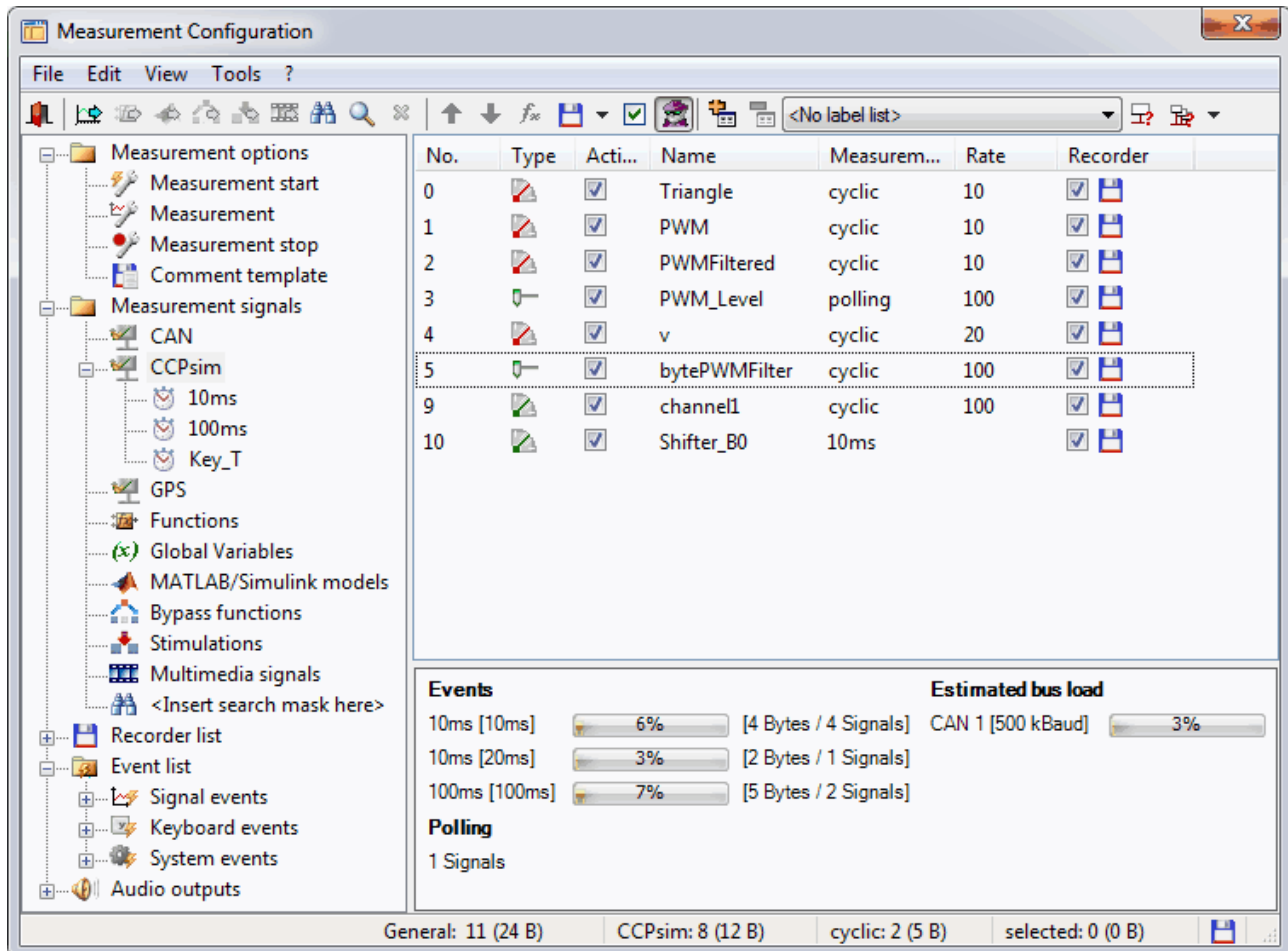 Measurement Configuration
File Edit View Tools ?
<No label list>
Measurement options
Measurement start
Measurement
Measurement stop
Comment template
Measurement signals
CAN
CCPsim
10ms
100ms
Key_T
GPS
Functions
(x) Global Variables
MATLAB/Simulink models
Bypass functions
Stimulations
Multimedia signals
<Insert search mask here>
Recorder list
Event list
Signal events
Keyboard events
System events
Audio outputs
No. Type Acti... Name Measurem... Rate Recorder
0 Triangle cyclic 10
1 PWM cyclic 10
2 PWMFiltered cyclic 10
3 PWM_Level polling 100
4 v cyclic 20
5 bytePWMFilter cyclic 100
9 channel1 cyclic 100
10 Shifter_B0 10ms
Events Estimated bus load
10ms [10ms] 6% [4 Bytes / 4 Signals] CAN 1 [500 kBaud] 3%
10ms [20ms] 3% [2 Bytes / 1 Signals]
100ms [100ms] 7% [5 Bytes / 2 Signals]
Polling
1 Signals
General: 11 (24 B) CCPsim: 8 (12 B) cyclic: 2 (5 B) selected: 0 (0 B)